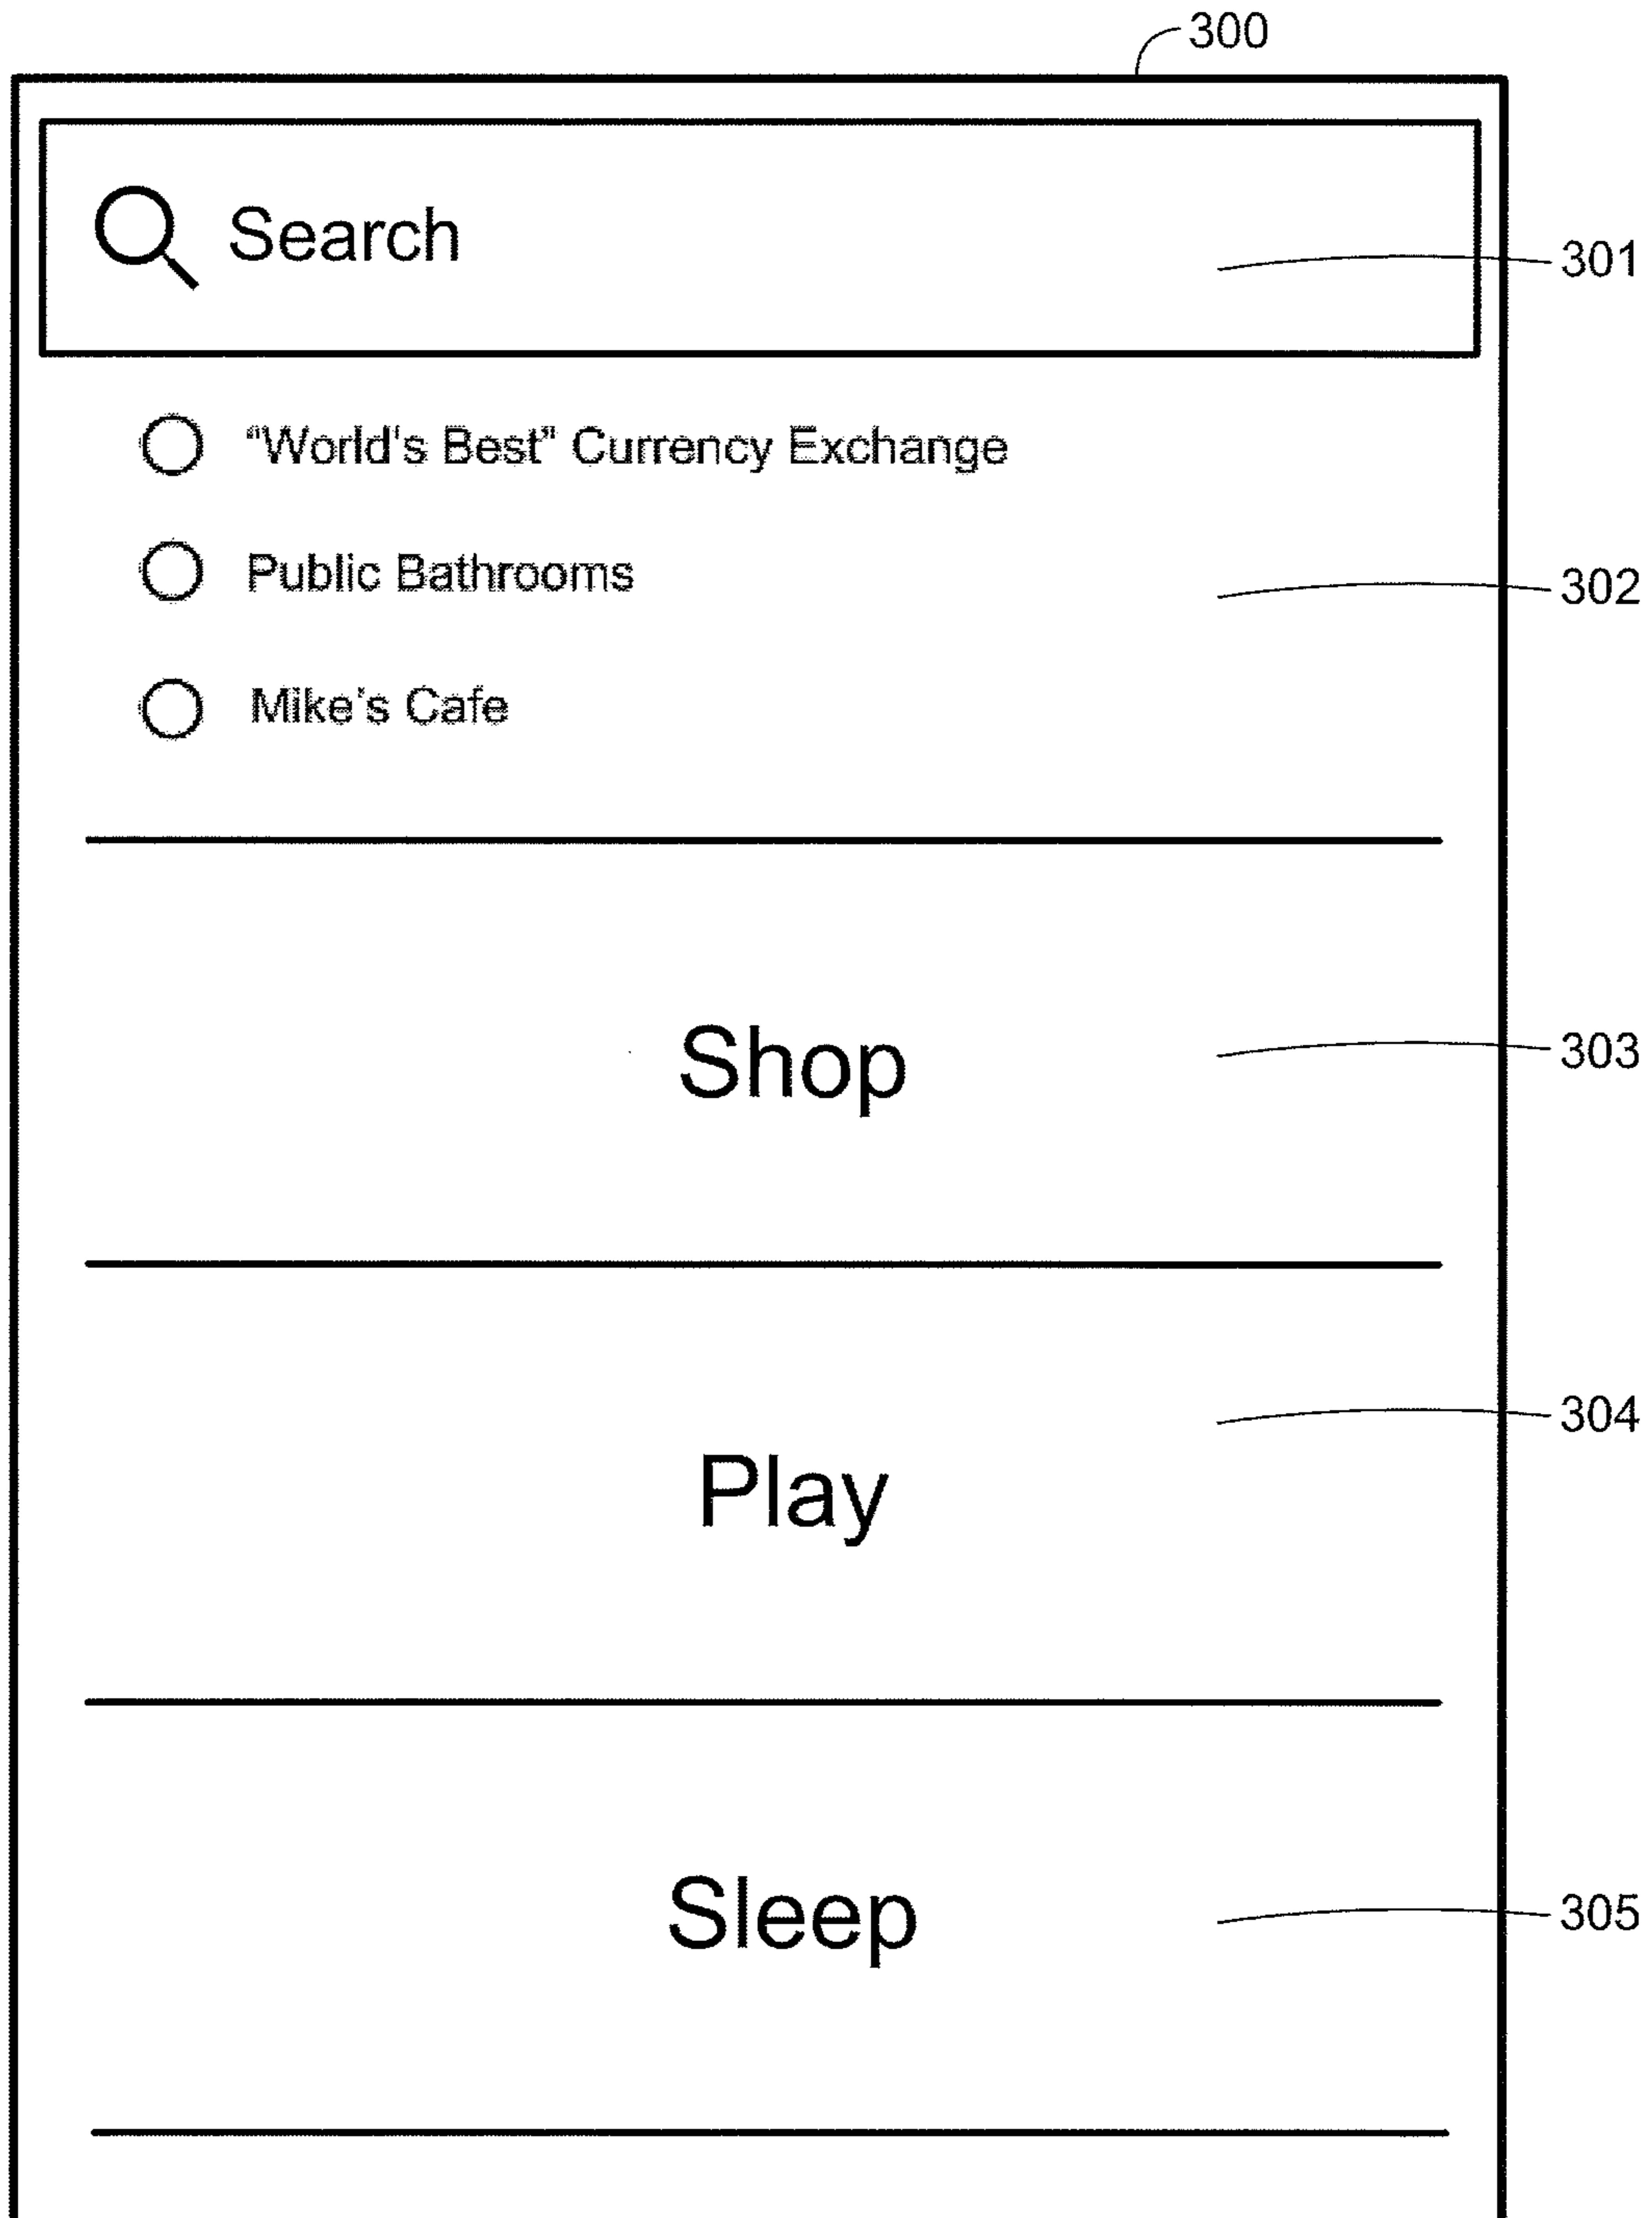 300
Search
301
“World's Best” Currency Exchange
Public Bathrooms
302
Mike's Cafe
Shop
303
304
Play
Sleep
305